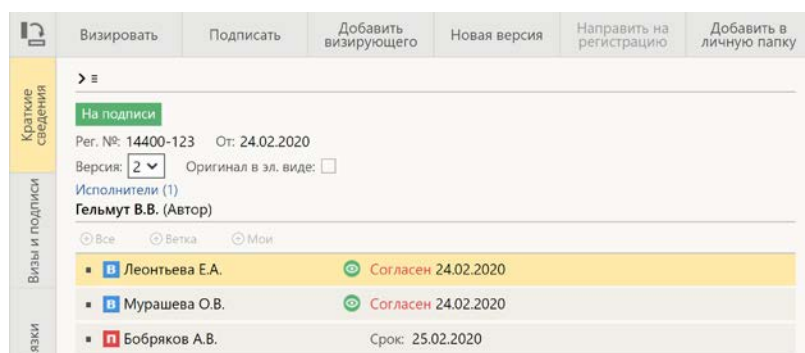 Визировать Подписать Добавить визирующего Новая версия Направить на регистрацию Добавить в личную папку
Краткие сведения
На подписи
Рег. №: 14400-123 От: 24.02.2020
Версия: 2 Оригинал в эл. виде:
Исполнители (1)
Гельмут В.В. (Автор)
Все Ветка Мои
Визы и подписи
В Леонтьева Е.А. Согласен 24.02.2020
В Мурашева О.В. Согласен 24.02.2020
П Бобряков А.В. Срок: 25.02.2020